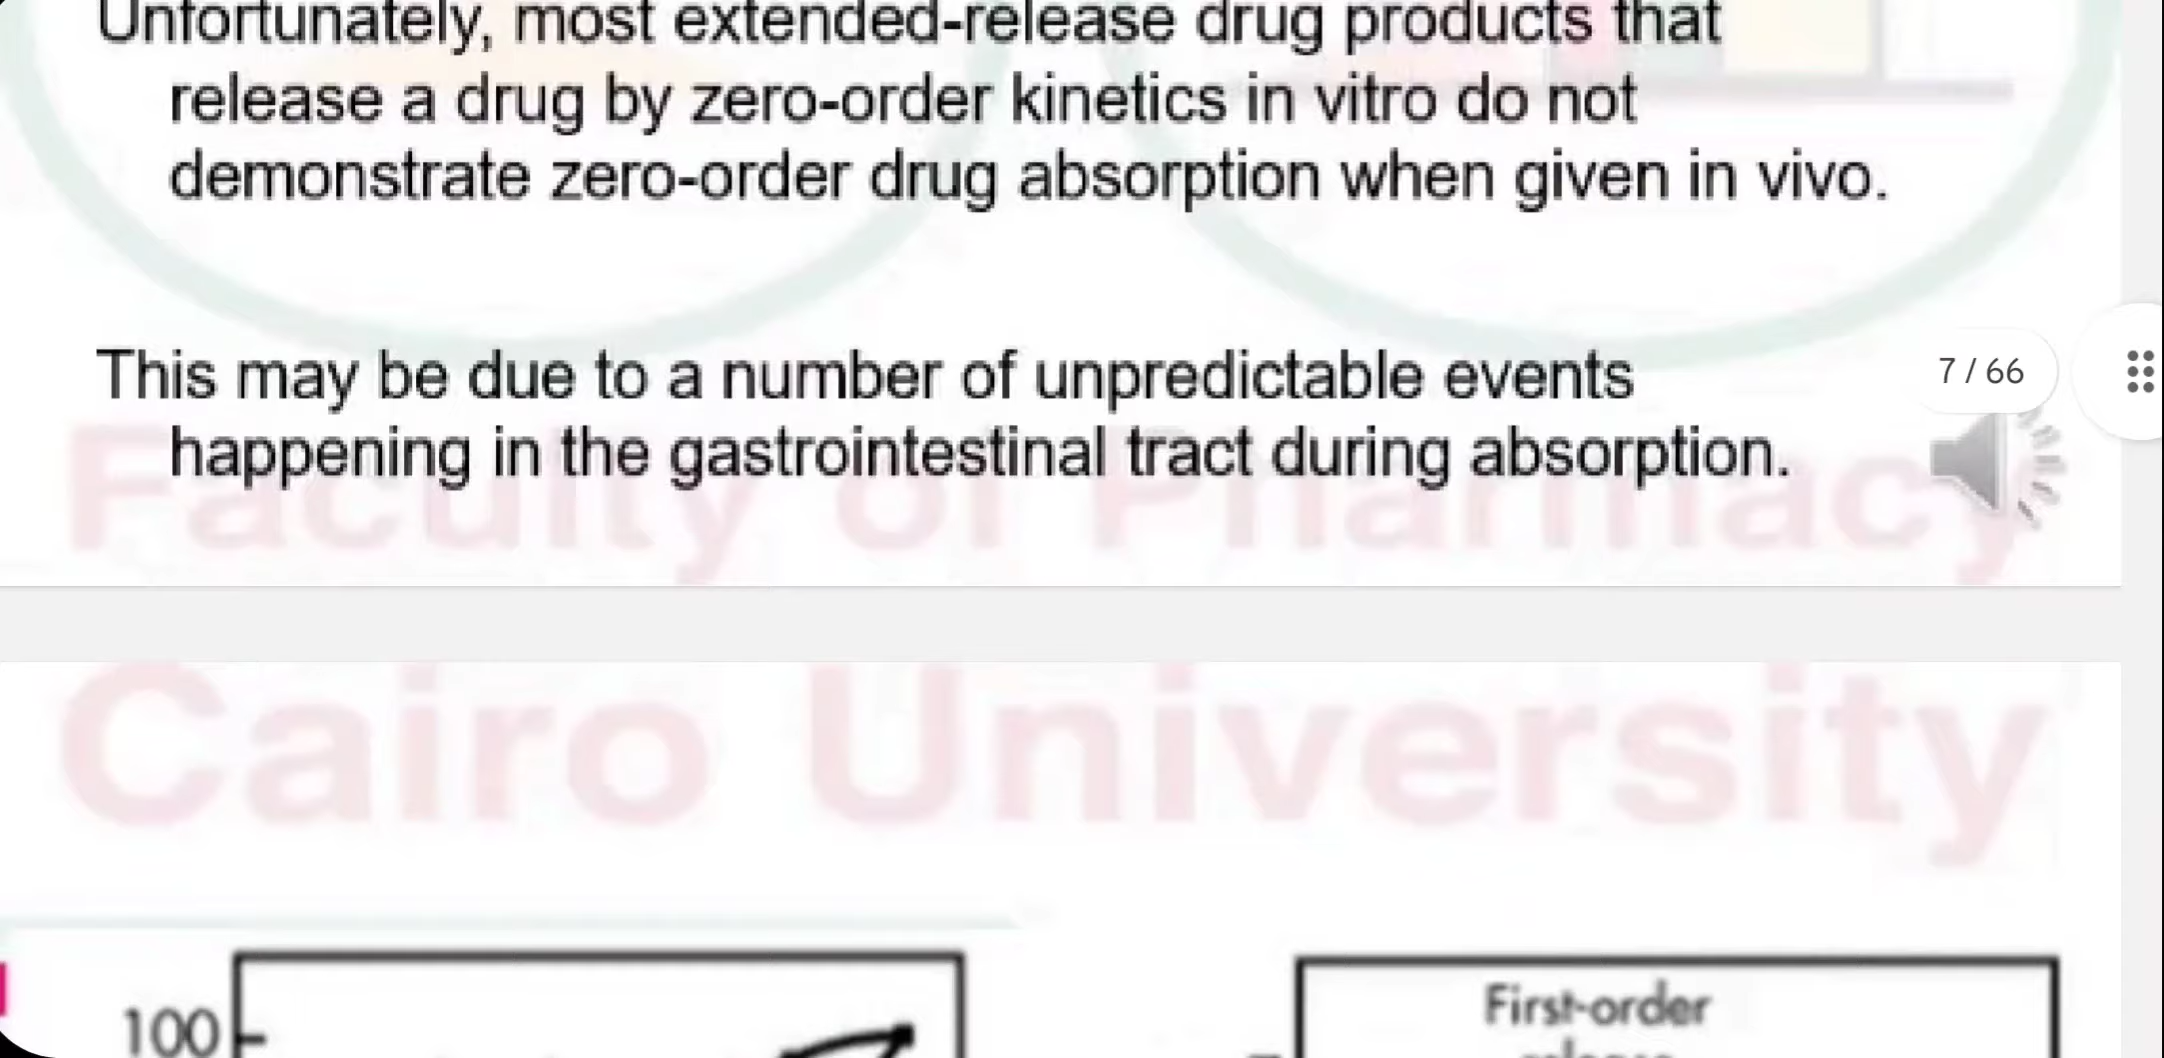 Unfortunately, most extended-release drug products that
release a drug by zero-order kinetics in vitro do not
demonstrate zero-order drug absorption when given in vivo.
This may be due to a number of unpredictable events
7 / 66
happening in the gastrointestinal tract during absorption.
Faculty of Pharmacy
Cairo University
100
First-order
release